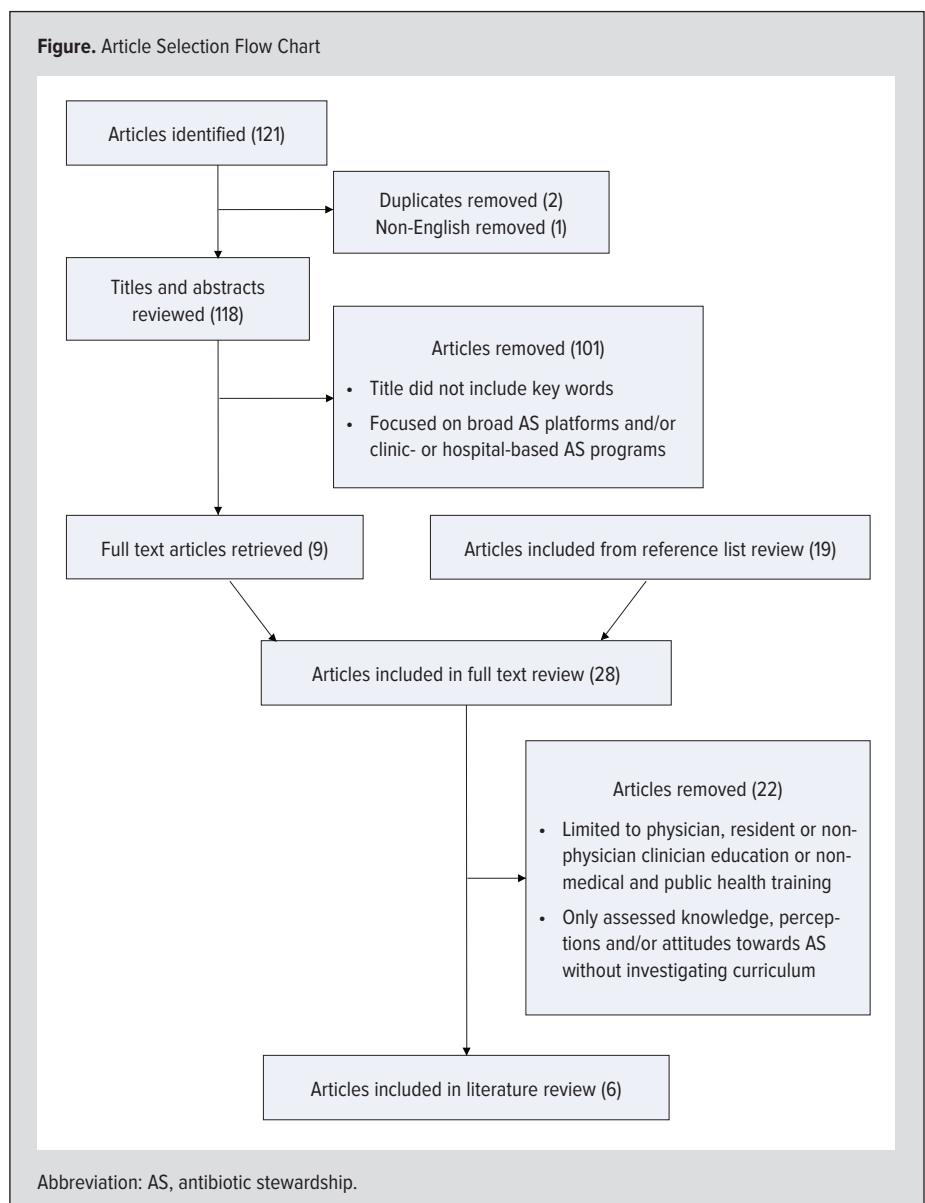 Figure. Article Selection Flow Chart
Articles identified (121)
Duplicates removed (2)
Non-English removed (1)
Titles and abstracts
reviewed (118)
Articles removed (101)
• Title did not include key words
• Focused on broad AS platforms and/or
clinic- or hospital-based AS programs
Full text articles retrieved (9)
Articles included from reference list review (19)
Articles included in full text review (28)
Articles removed (22)
• Limited to physician, resident or non-
physician clinician education or non-
medical and public health training
• Only assessed knowledge, percep-
tions and/or attitudes towards AS
without investigating curriculum
Articles included in literature review (6)
Abbreviation: AS, antibiotic stewardship.